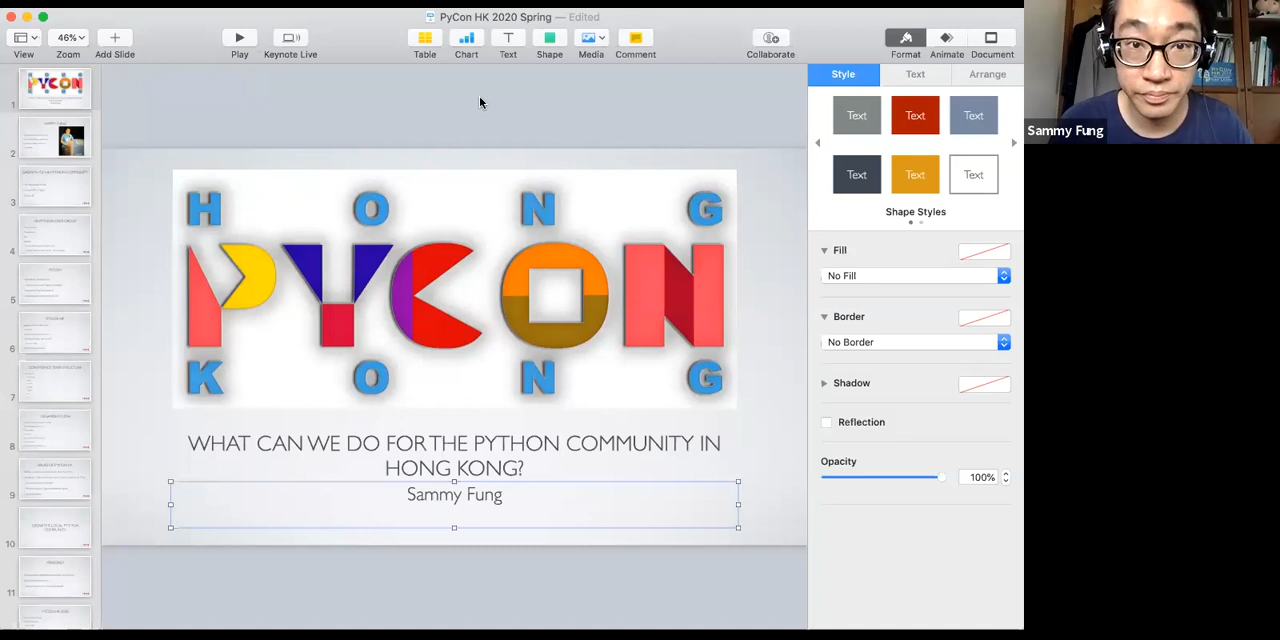 PyCon HK 2020 Spring — Edited
View
46%
Zoom
Add Slide
Play
Keynote Live
Table
Chart
Text
Shape
Media
Comment
Collaborate
Format
Animate
Document
Style
Text
Arrange
Text
Text
Text
Text
Text
Text
Shape Styles
Fill
No Fill
Border
No Border
Shadow
Reflection
Opacity
100%
HONG
PYCON
KONG
WHAT CAN WE DO FOR THE PYTHON COMMUNITY IN
HONG KONG?
Sammy Fung
1
PYCON
2
3
4
5
6
7
8
9
10
11
Sammy Fung